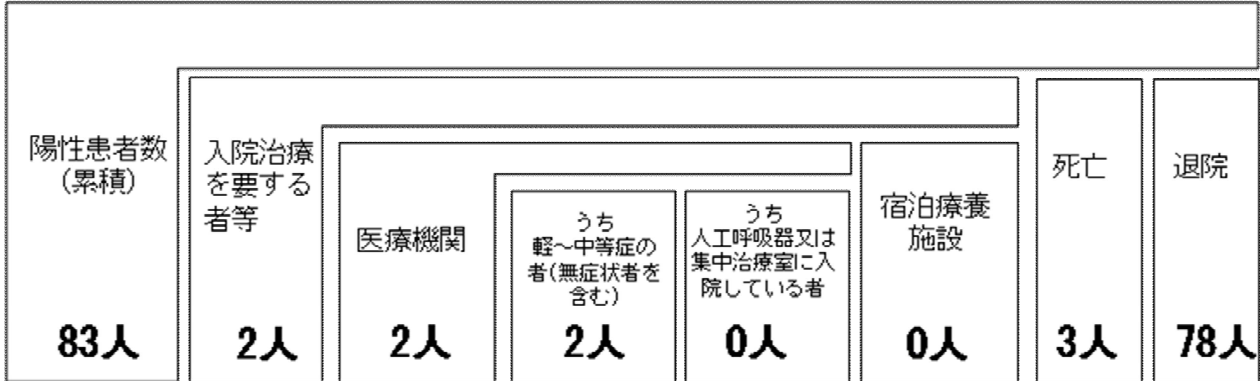 陽性患者数
(累積)
83人
入院治療
を要する
者等
2人
医療機関
2人
うち
軽~中等症の
者(無症状者を
含む)
2人
うち
人工呼吸器又は
集中治療室に入
院している者
0人
宿泊療養
施設
0人
死亡
3人
退院
78人